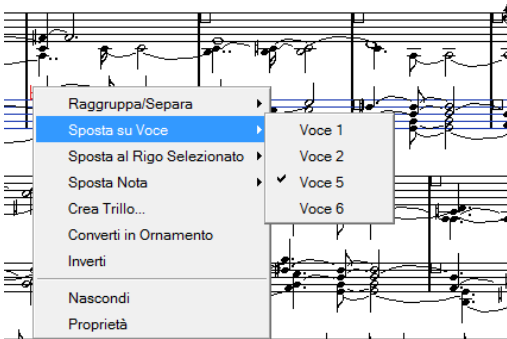 Raggruppa/Separa
Sposta su Voce
Sposta al Rigo Selezionato
Sposta Nota
Crea Trillo...
Converti in Ornamento
Inverti
Nascondi
Proprietà
Voce 1
Voce 2
Voce 5
Voce 6